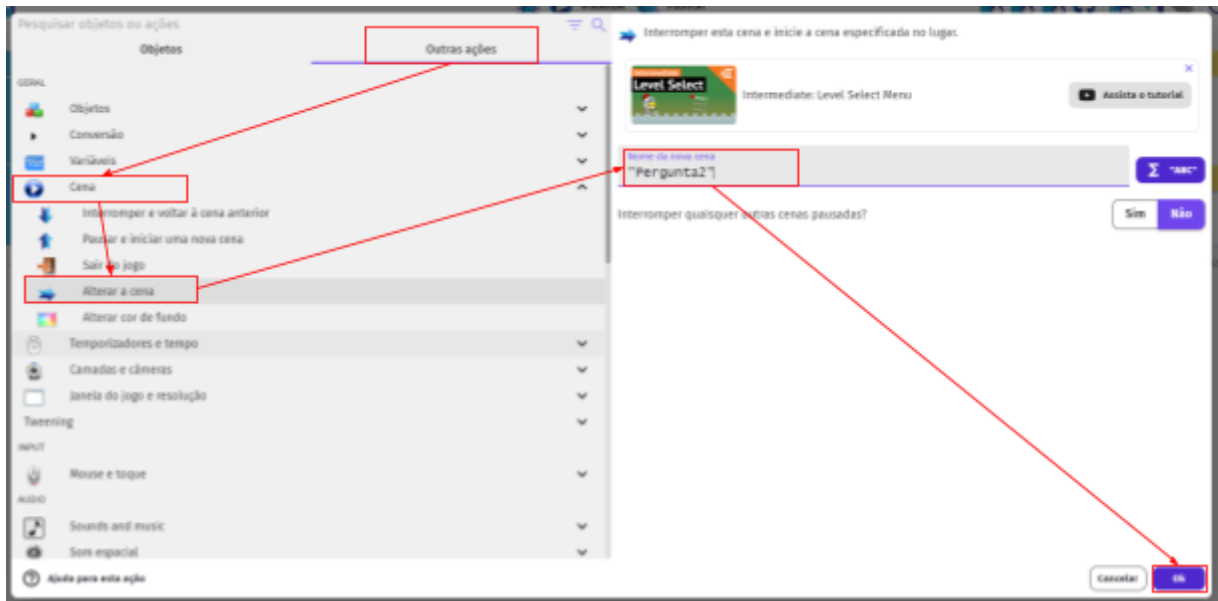 Pesquisar objetos ou ações
Objetos
Outras ações
GERAL
Objetos
Conversão
Variáveis
Cena
Interromper e voltar à cena anterior
Pausar e iniciar uma nova cena
Sair do jogo
Alterar a cena
Alterar cor de fundo
Temporizadores e tempo
Camadas e câmeras
Janela do jogo e resolução
Tweening
INPUT
Mouse e toque
AUDIO
Sounds and music
Som espacial
Ajuda para esta ação
Interromper esta cena e inicie a cena especificada no lugar.
Intermediate
Level Select
Intermediate: Level Select Menu
Assista o tutorial
Nome da nova cena
"Pergunta2"
Σ "ABC"
Interromper quaisquer outras cenas pausadas?
Sim
Não
Cancelar
Ok